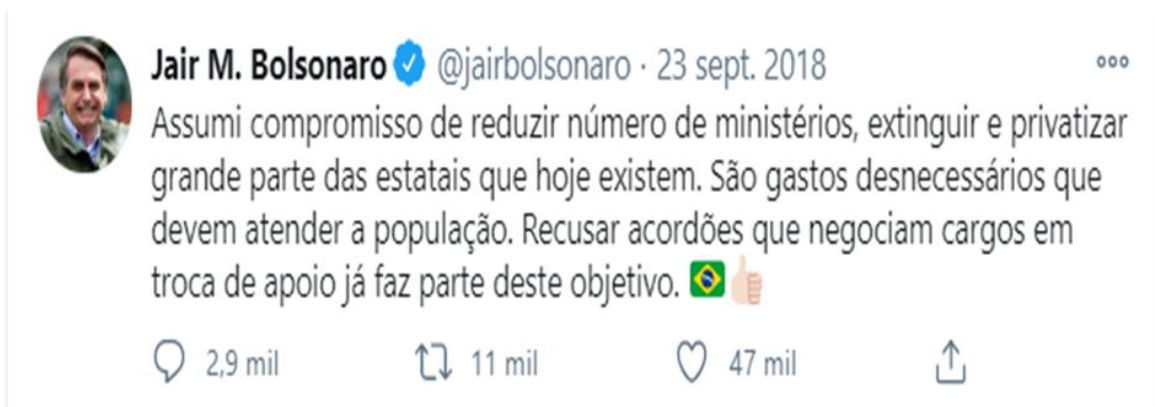 Jair M. Bolsonaro @jairbolsonaro · 23 sept. 2018
Assumi compromisso de reduzir número de ministérios, extinguir e privatizar
grande parte das estatais que hoje existem. São gastos desnecessários que
devem atender a população. Recusar acordões que negociam cargos em
troca de apoio já faz parte deste objetivo. 🇧🇷👍🏻
2,9 mil 11 mil 47 mil